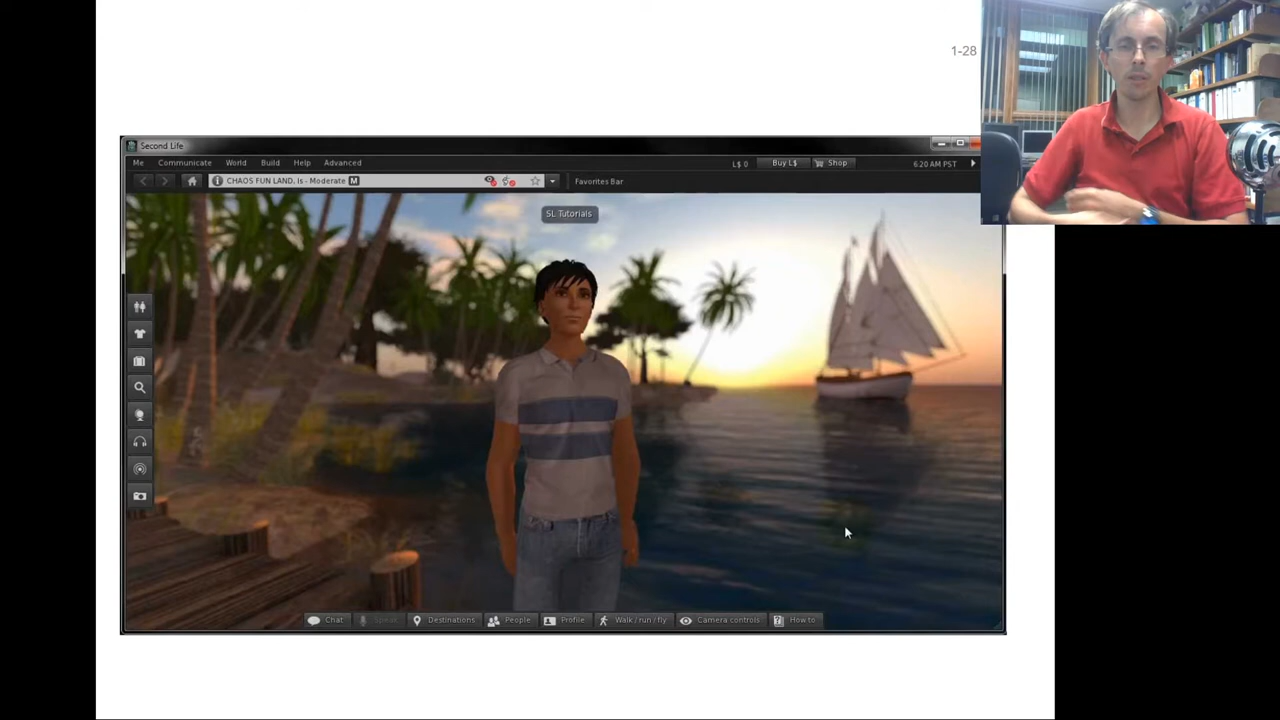 1-28
Second Life
Me Communicate World Build Help Advanced L$ 0 Buy L$ Shop 6:20 AM PST
CHAOS FUN LAND, Is - Moderate M Favorites Bar
SL Tutorials
Chat Speak Destinations People Profile Walk / run / fly Camera controls How to